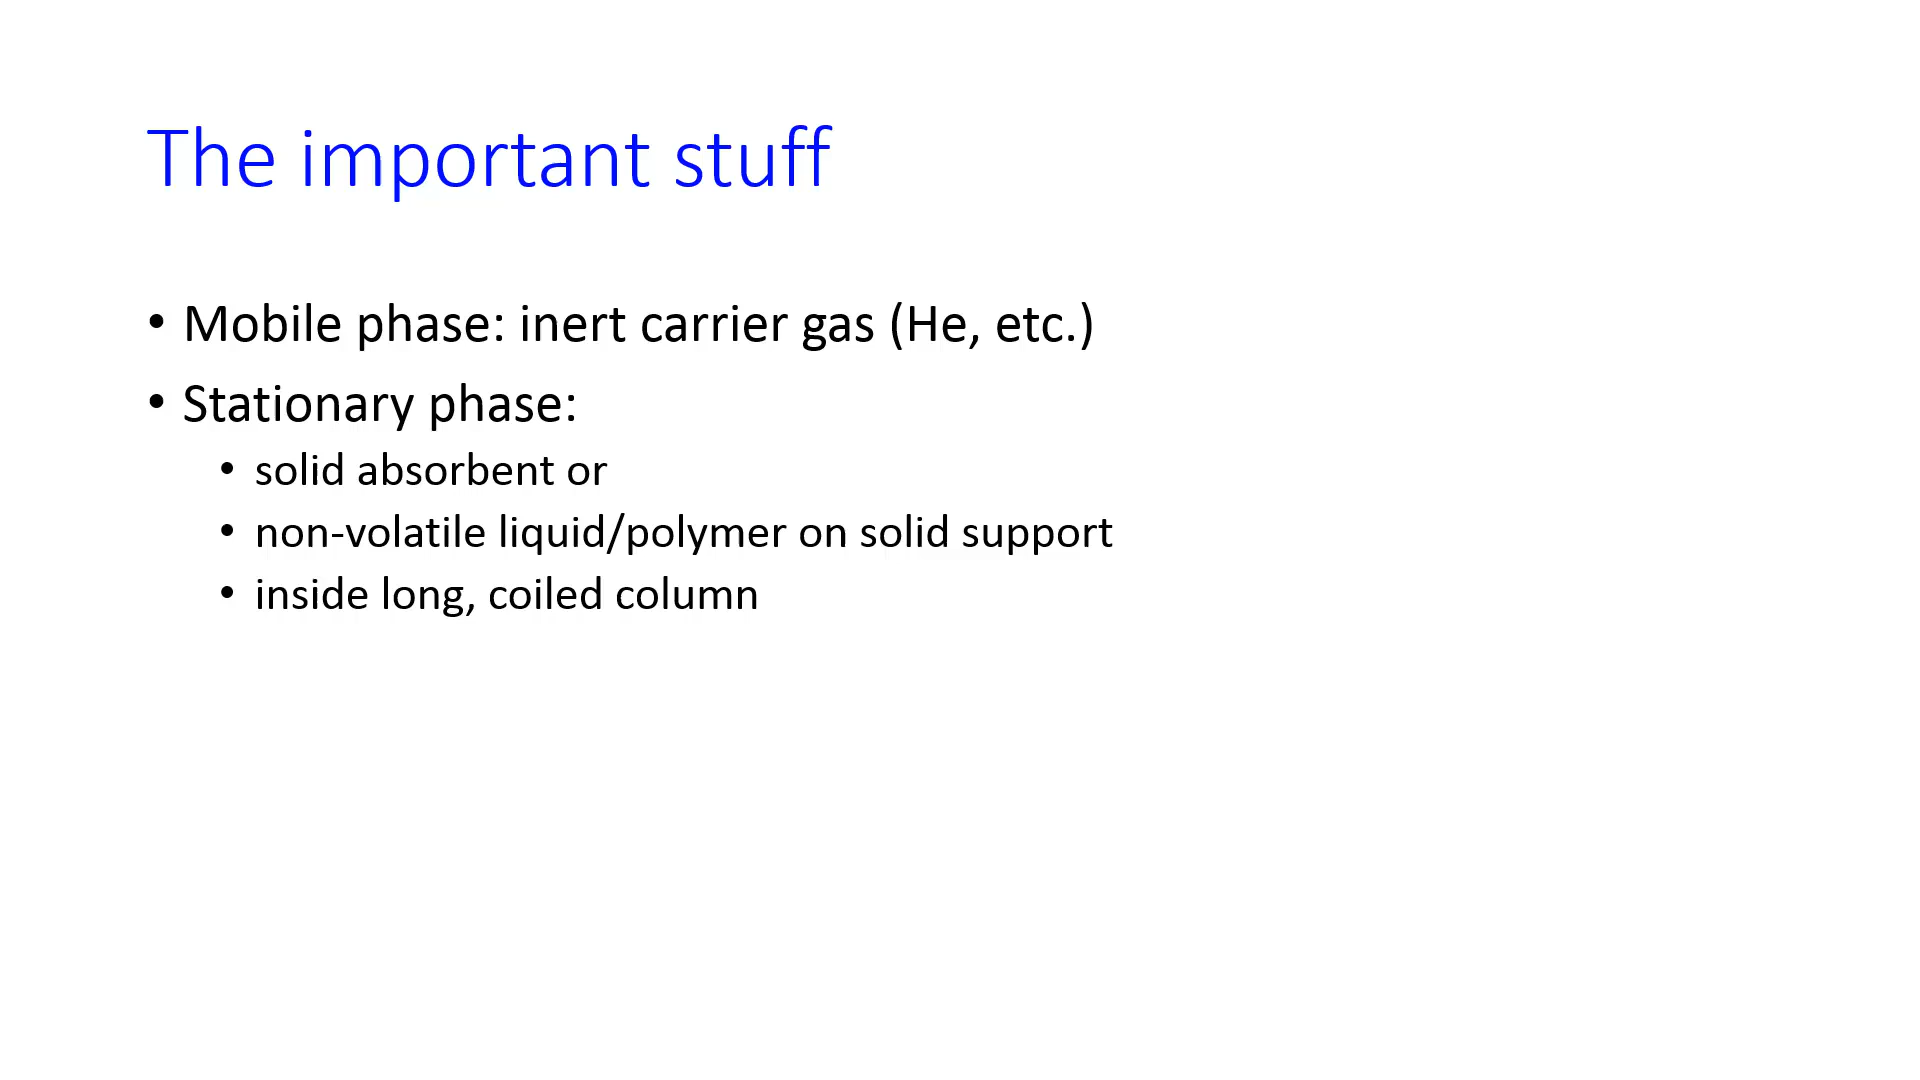 The important stuff
• Mobile phase: inert carrier gas (He, etc.)
• Stationary phase:
• solid absorbent or
• non-volatile liquid/polymer on solid support
• inside long, coiled column